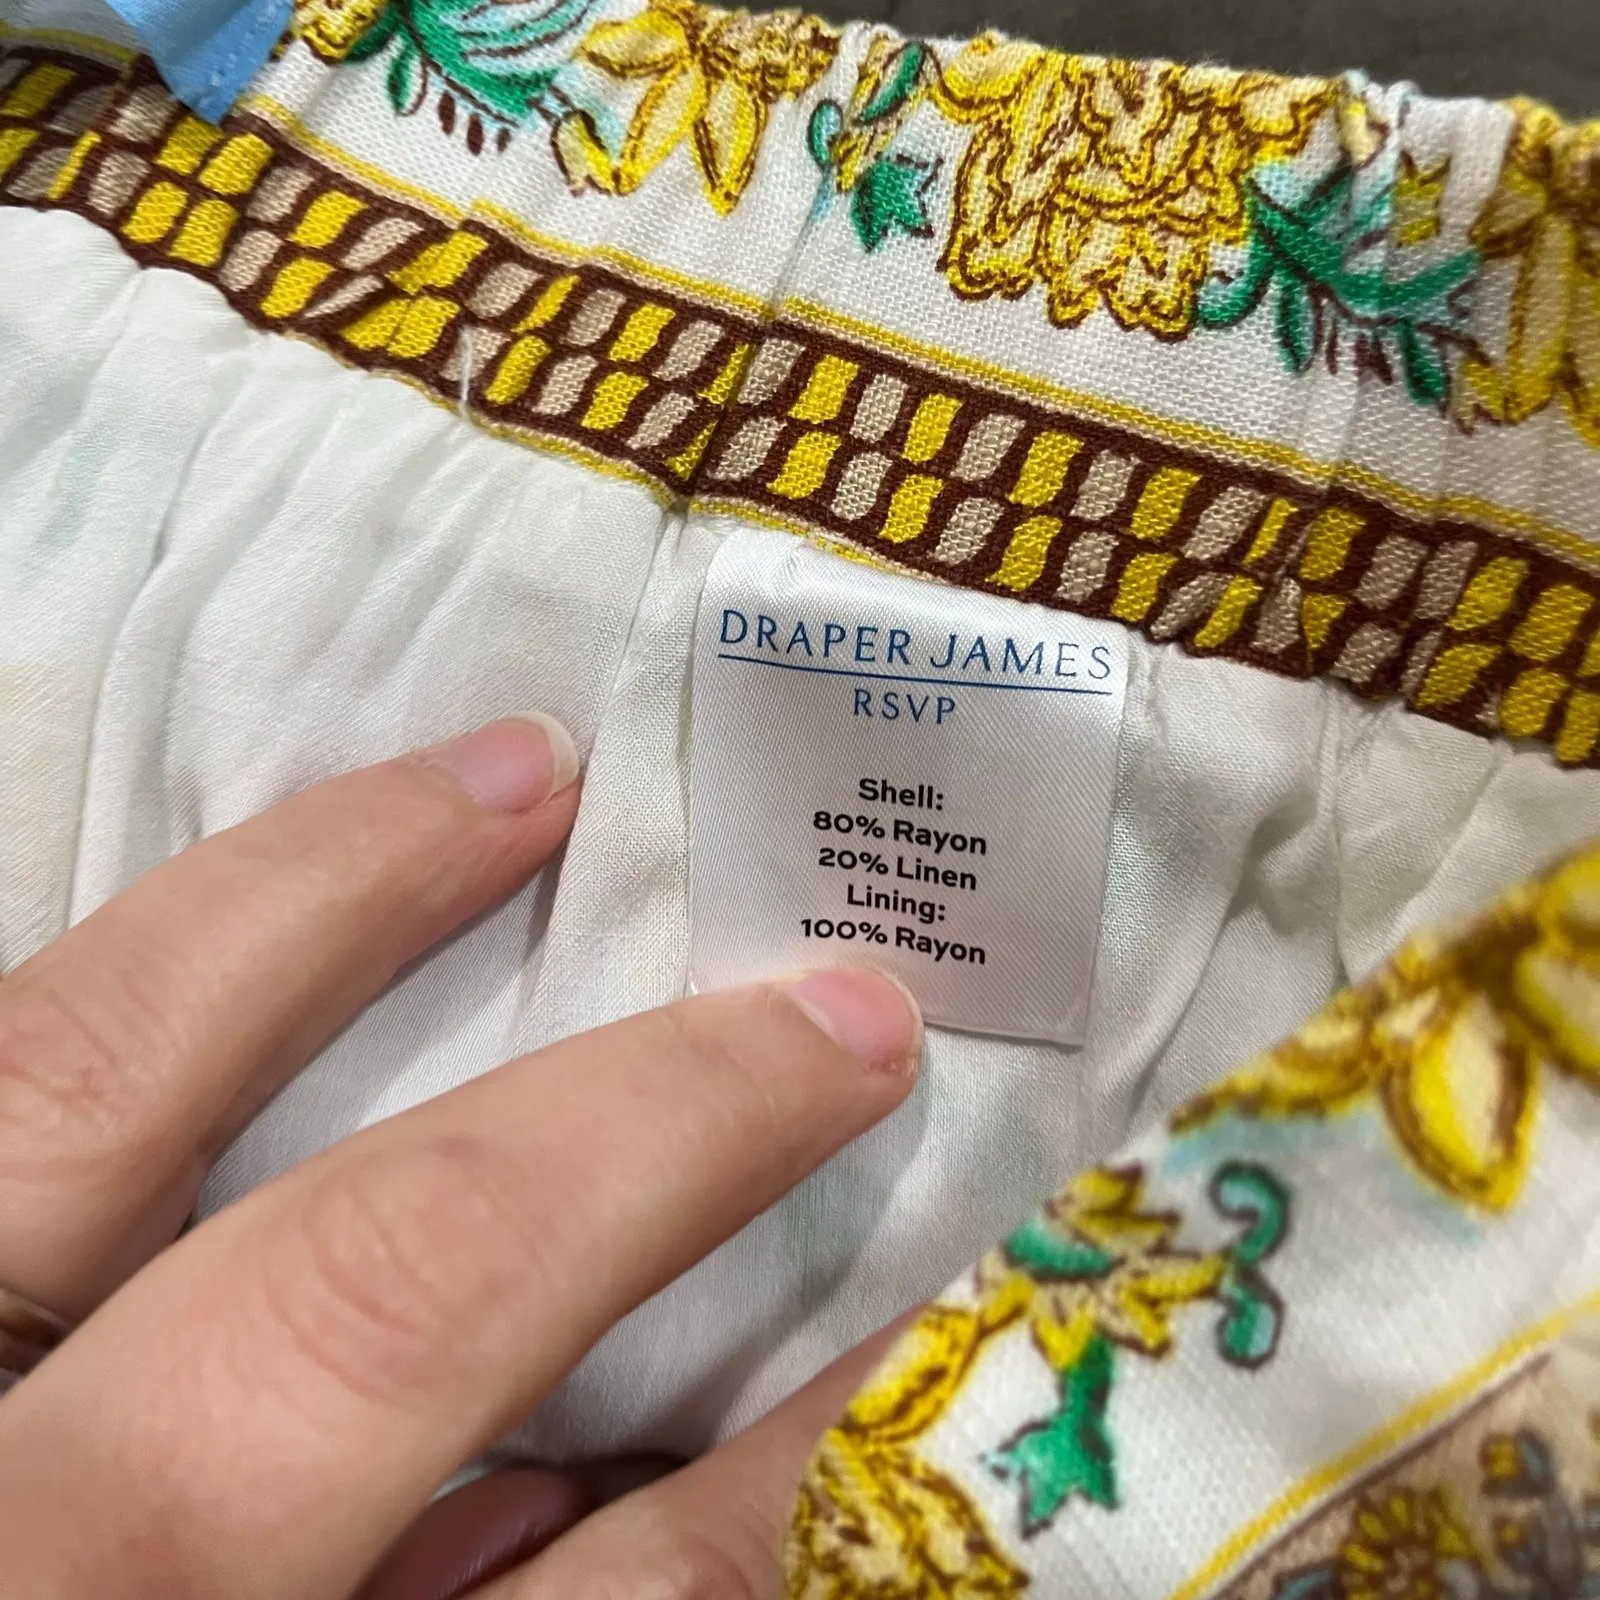 DRAPER JAMES
RSVP
Shell:
80% Rayon
20% Linen
Lining:
100% Rayon